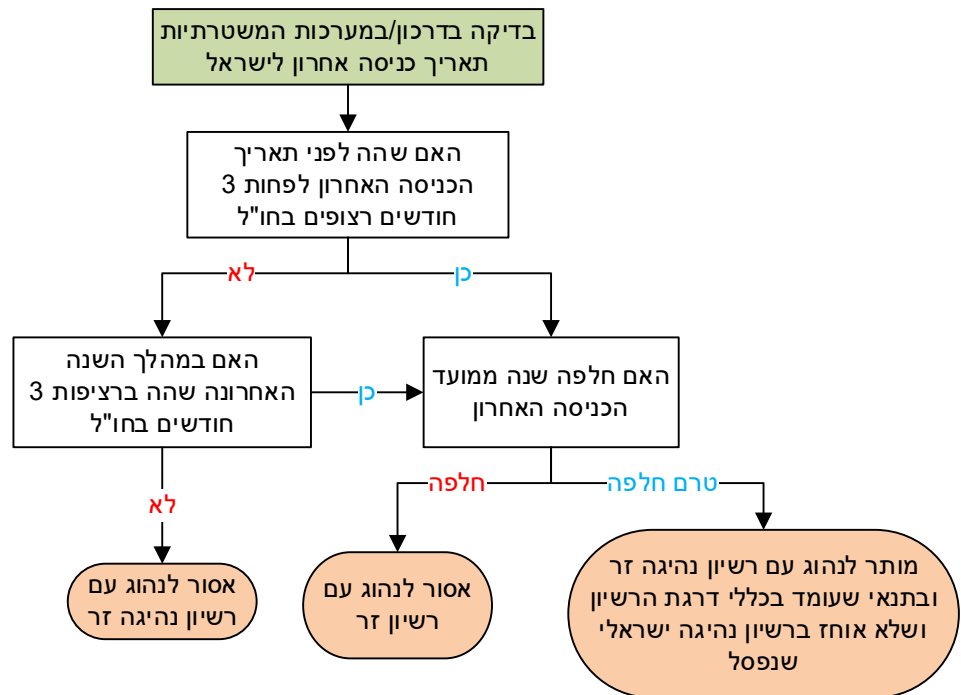 בדיקה בדרכון/במערכות המשטרתיות
תאריך כניסה אחרון לישראל
האם שהה לפני תאריך
הכניסה האחרון לפחות 3
חודשים רצופים בחו"ל
לא
כן
האם במהלך השנה
האחרונה שהה ברציפות 3
חודשים בחו"ל
כן
האם חלפה שנה ממועד
הכניסה האחרון
לא
חלפה
טרם חלפה
אסור לנהוג עם
רשיון נהיגה זר
אסור לנהוג עם
רשיון זר
מותר לנהוג עם רשיון נהיגה זר
ובתנאי שעומד בכללי דרגת הרשיון
ושלא אוחז ברשיון נהיגה ישראלי
שנפסל